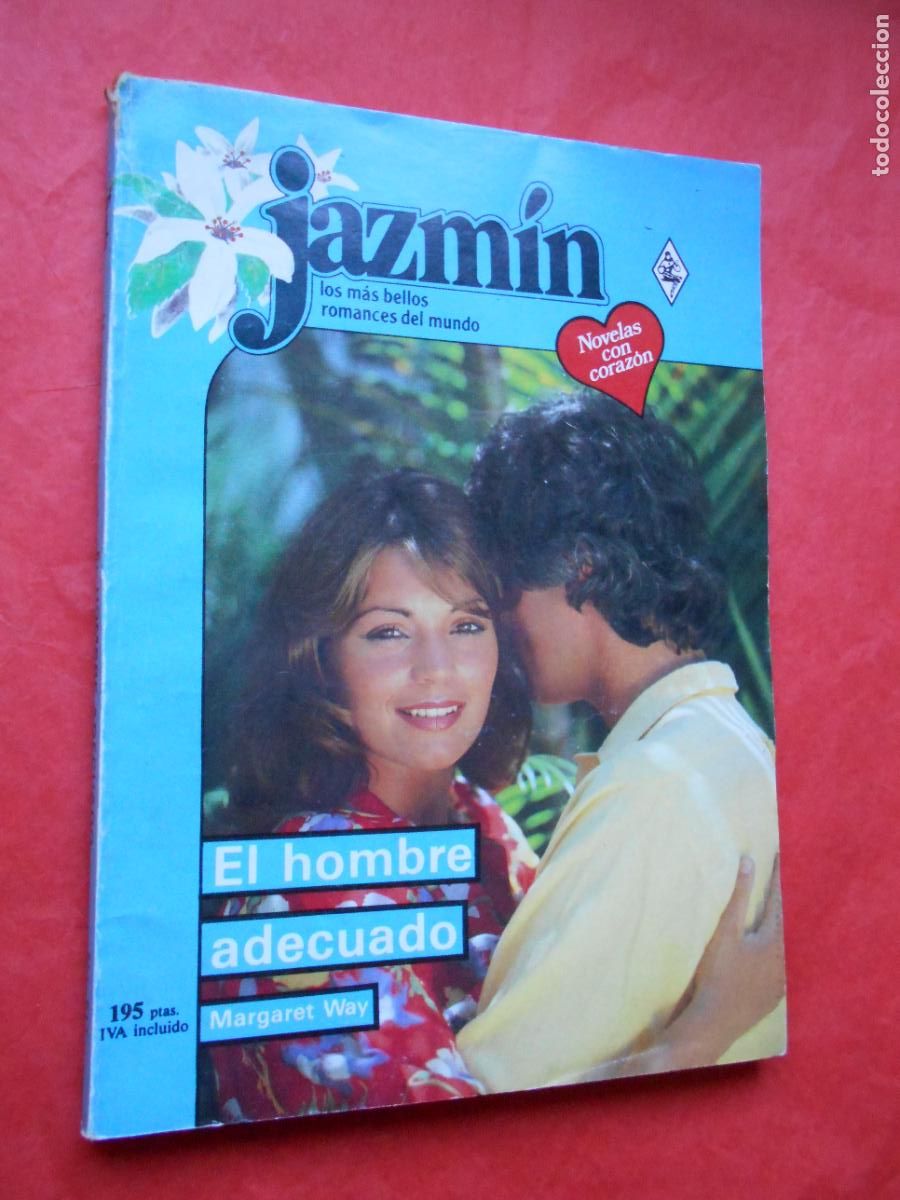 jazmín
los más bellos
romances del mundo
Novelas
con
corazón
El hombre
adecuado
Margaret Way
195 ptas.
IVA incluido
todocoleccion